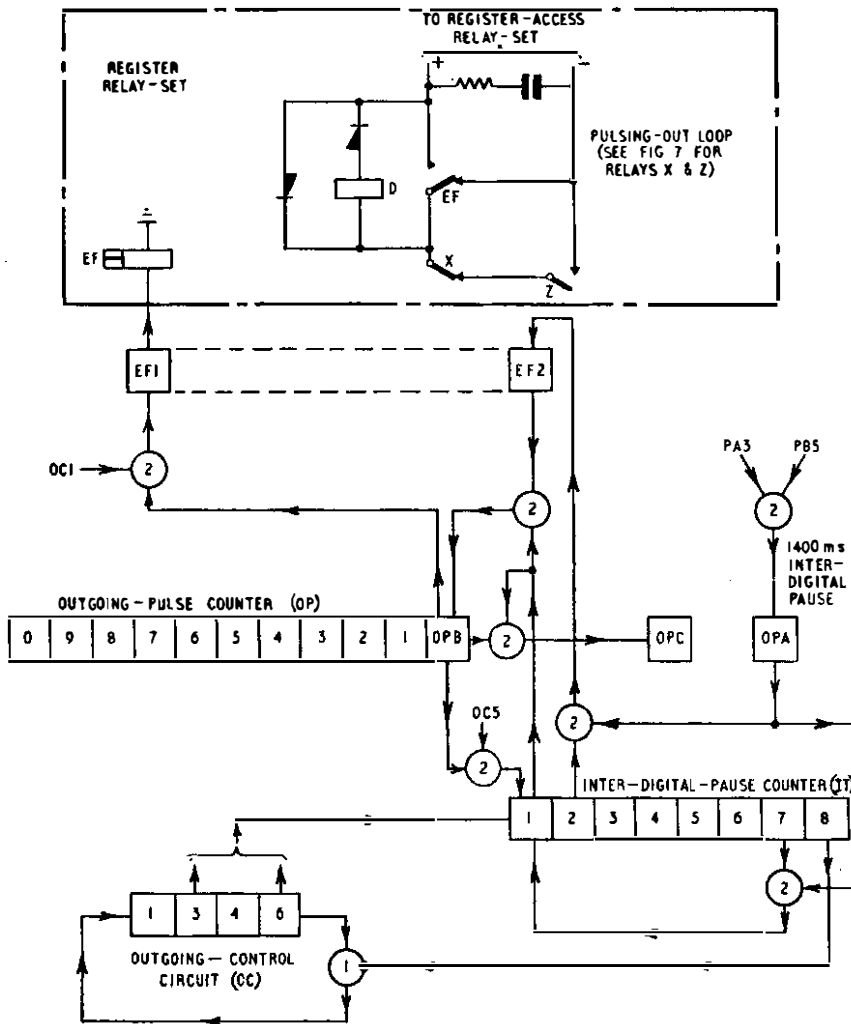 TO REGISTER-ACCESS
RELAY-SET
REGISTER
RELAY-SET
+
-
PULSING-OUT LOOP
(SEE FIG 7 FOR
RELAYS X & Z)
D
EF
EF
X
Z
EF1
EF2
OC1
2
2
PA3
PB5
2
1400 ms
INTER-
DIGITAL
PAUSE
OUTGOING-PULSE COUNTER (OP)
0 9 8 7 6 5 4 3 2 1 OPB
2
OPC
OPA
OC5
2
2
INTER-DIGITAL-PAUSE COUNTER (IT)
1 2 3 4 5 6 7 8
2
1 3 4 6
1
OUTGOING-CONTROL
CIRCUIT (OC)